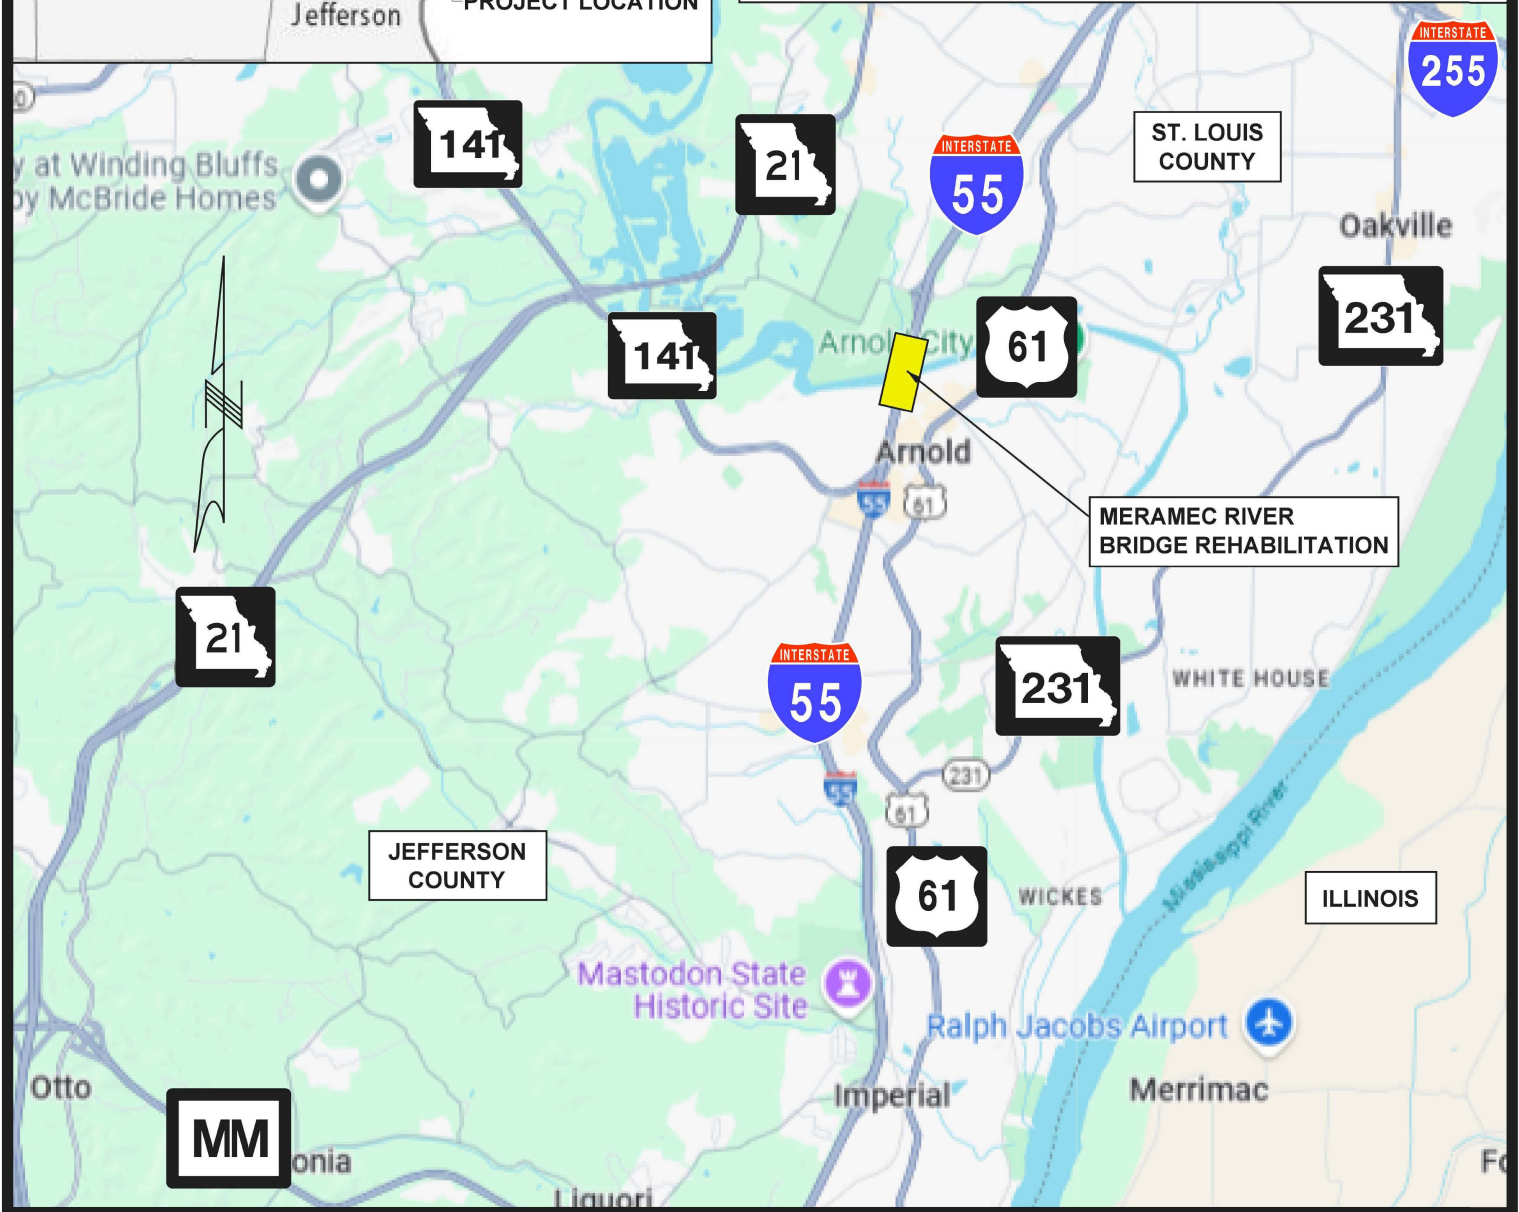 Jefferson
PROJECT LOCATION
INTERSTATE
255
141
21
INTERSTATE
55
ST. LOUIS
COUNTY
y at Winding Bluffs
by McBride Homes
Oakville
N
141
Arnold City
61
231
Arnold
55
61
MERAMEC RIVER
BRIDGE REHABILITATION
21
INTERSTATE
55
231
WHITE HOUSE
231
55
61
JEFFERSON
COUNTY
61
WICKES
Mississippi River
ILLINOIS
Mastodon State
Historic Site
Ralph Jacobs Airport
Otto
Imperial
Merrimac
MM
onia
Liguori
Fo